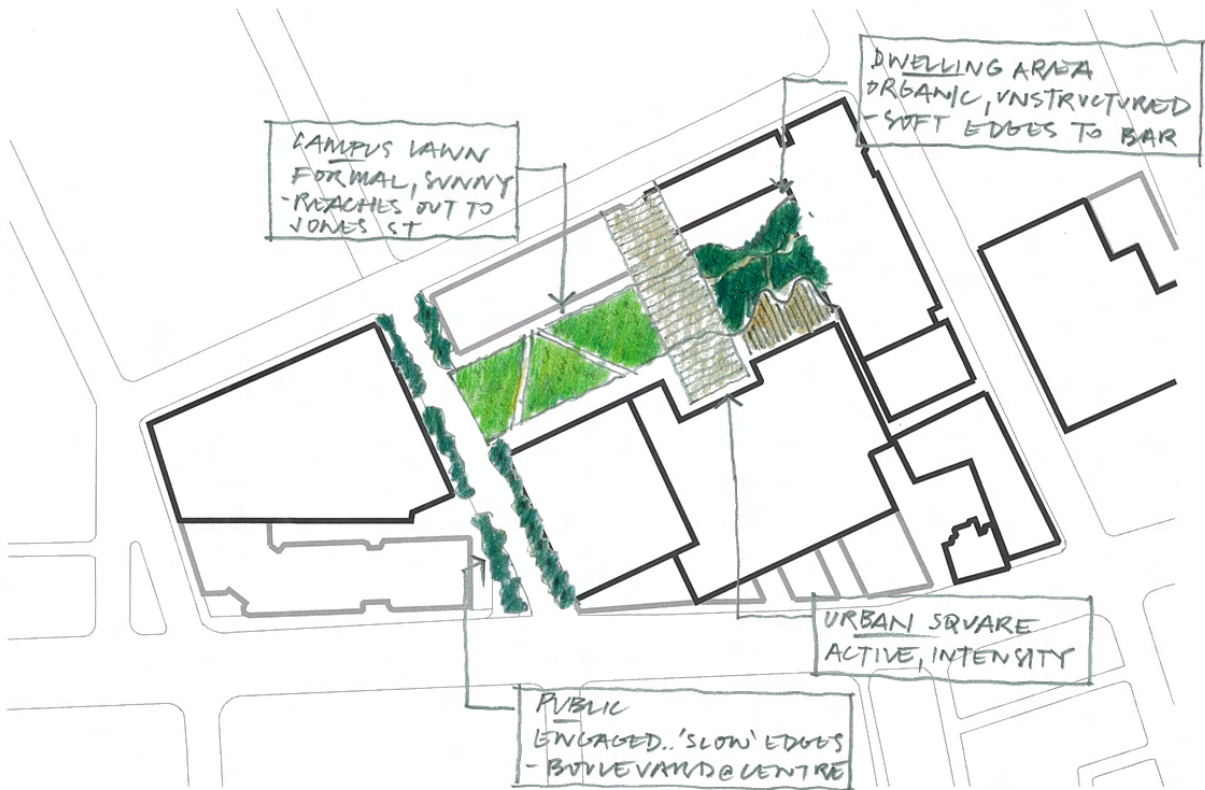 DWELLING AREA
ORGANIC, UNSTRUCTURED
- SOFT EDGES TO BAR
CAMPUS LAWN
FORMAL, SUNNY
- REACHES OUT TO
JONES ST
URBAN SQUARE
ACTIVE, INTENSITY
PUBLIC
ENGAGED..'SLOW' EDGES
- BOULEVARD@CENTRE